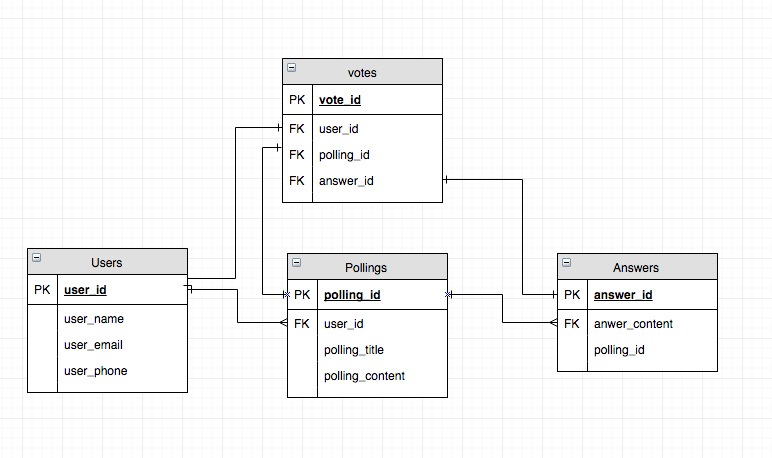 votes
PK vote_id
FK user_id
FK polling_id
FK answer_id
Users
PK user_id
user_name
user_email
user_phone
Pollings
PK polling_id
FK user_id
polling_title
polling_content
Answers
PK answer_id
FK anwer_content
polling_id